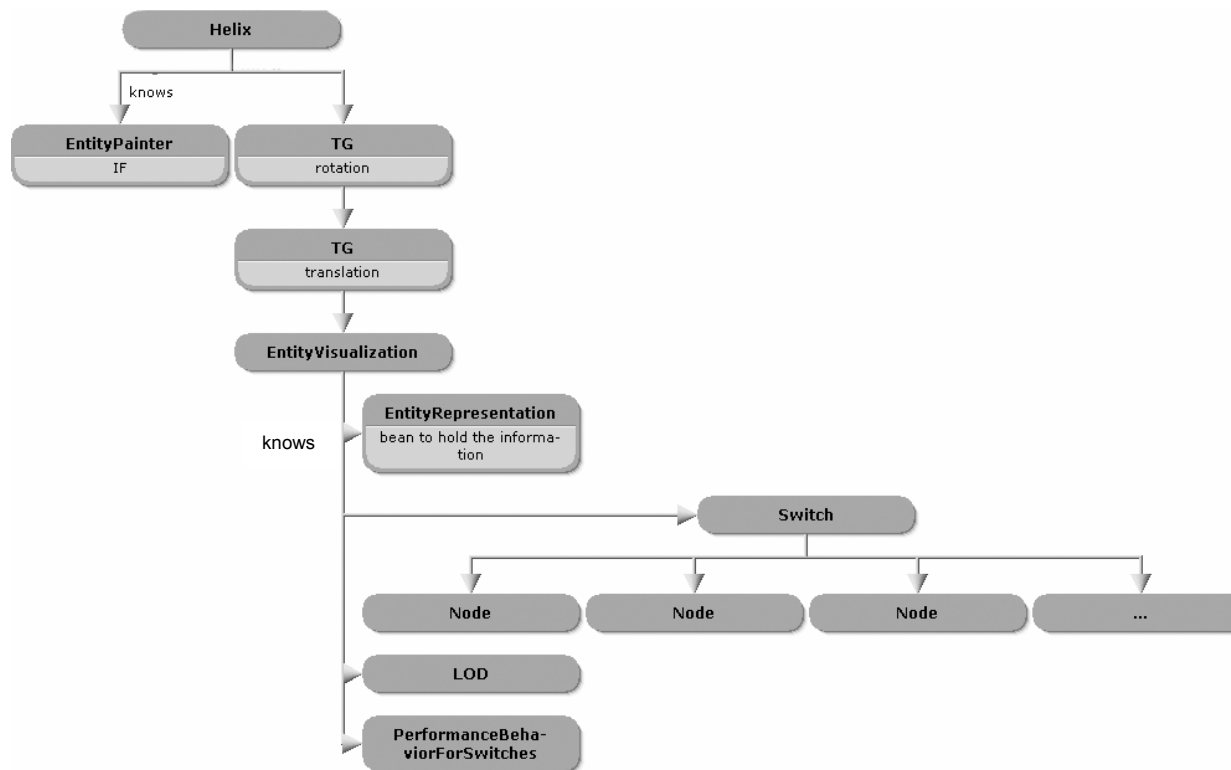 Helix
knows
EntityPainter
IF
TG
rotation
TG
translation
EntityVisualization
EntityRepresentation
bean to hold the informa-
tion
knows
Switch
Node
Node
Node
...
LOD
PerformanceBeha-
viorForSwitches